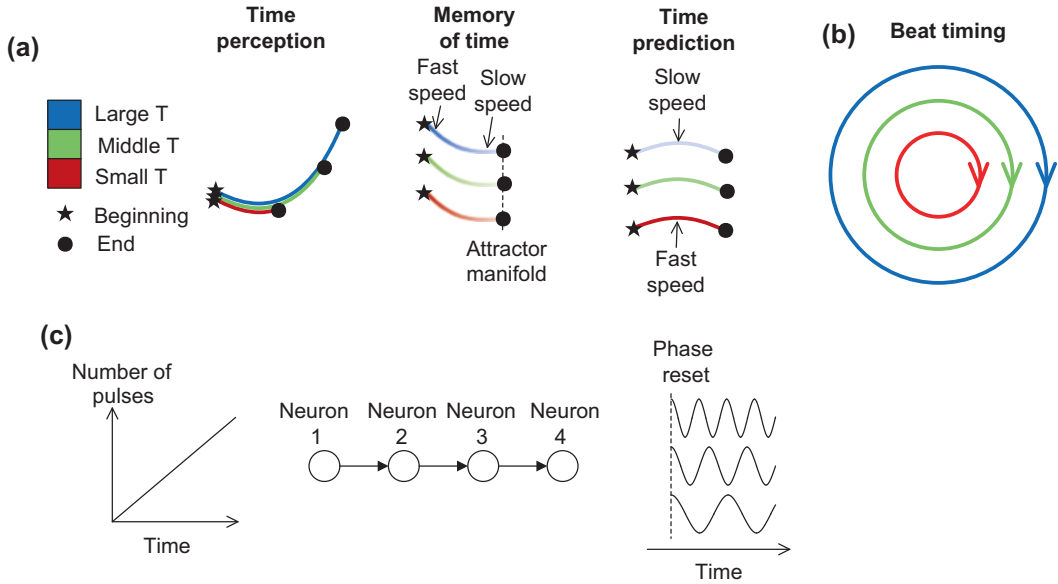 (a)
Time
perception
Memory
of time
Time
prediction
(b)
Beat timing
Large T
Middle T
Small T
Beginning
End
Fast
speed
Slow
speed
Attractor
manifold
Slow
speed
Fast
speed
(c)
Number of
pulses
Time
Neuron
1
Neuron
2
Neuron
3
Neuron
4
Phase
reset
Time